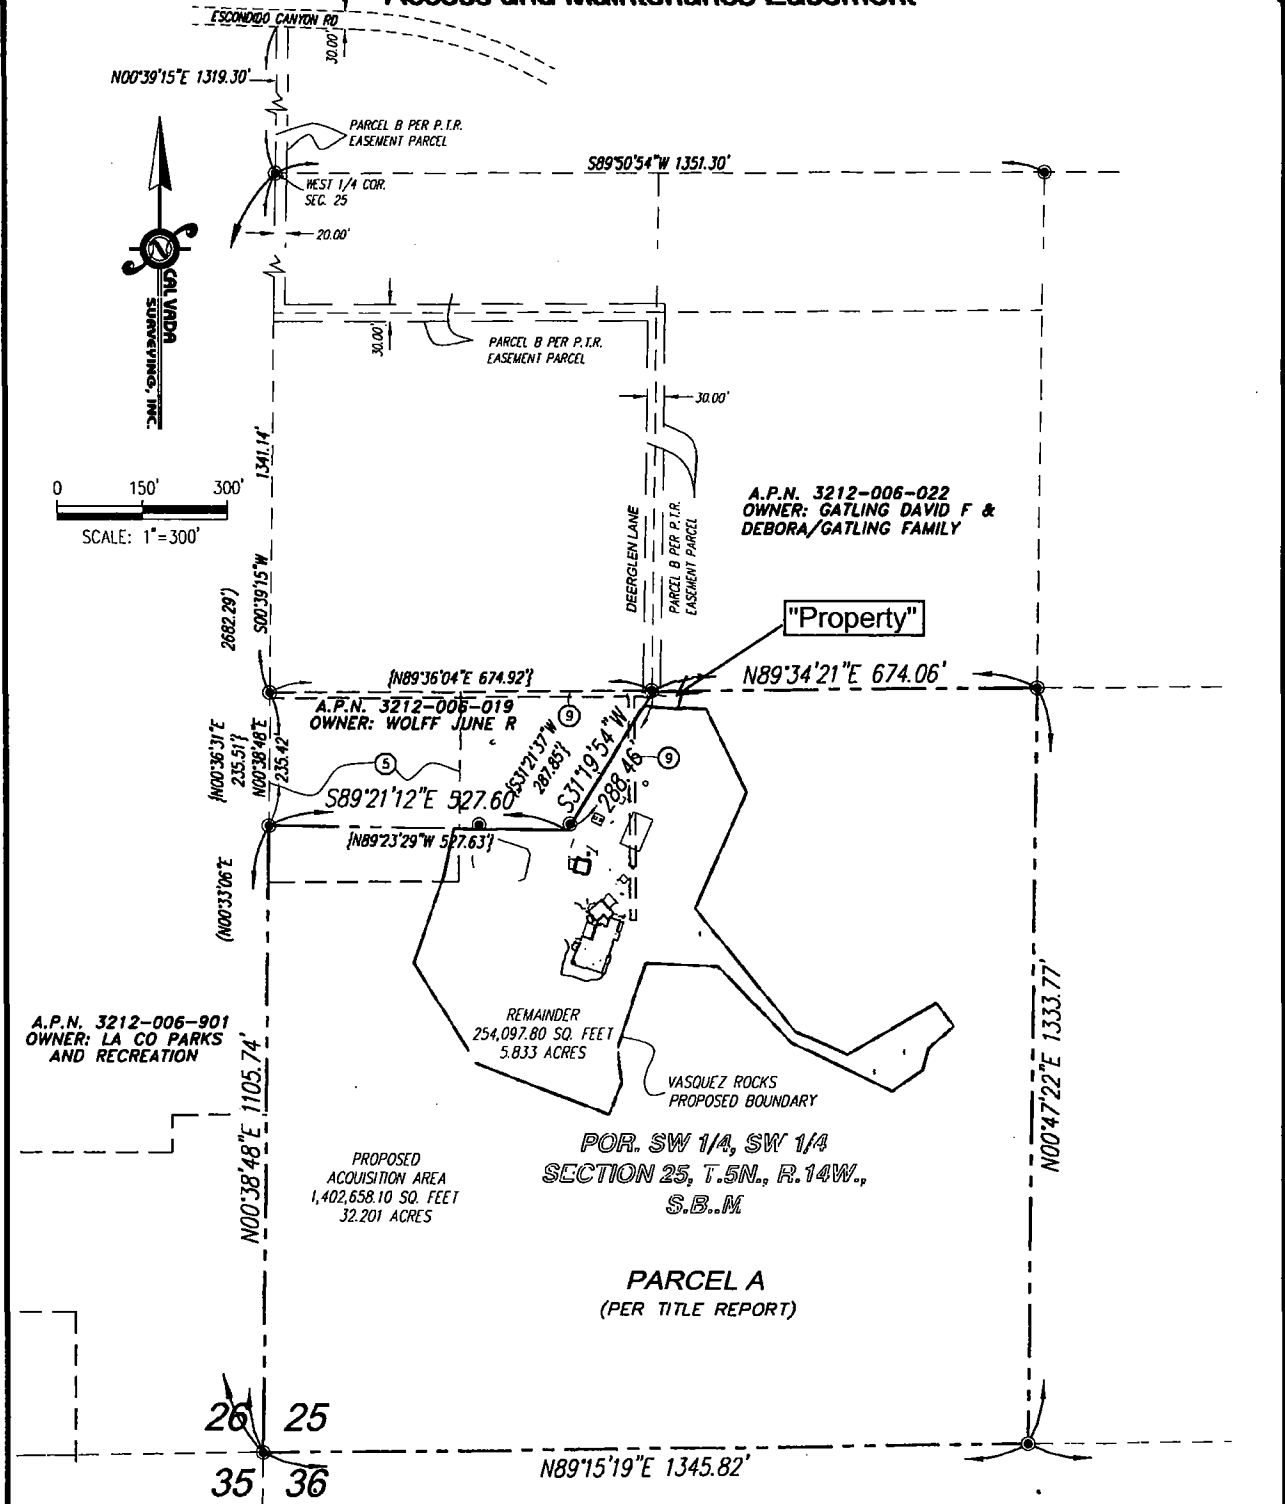 Access and Maintenance Easement
ESCONDIDO CANYON RD
30.00'
N00°39'15"E 1319.30'
PARCEL B PER P.T.R.
EASEMENT PARCEL
S89°50'54"W 1351.30'
WEST 1/4 COR.
SEC. 25
20.00'
CAL VADA
SURVEYING, INC.
30.00'
PARCEL B PER P.T.R.
EASEMENT PARCEL
30.00'
1341.14'
0 150' 300'
SCALE: 1"=300'
A.P.N. 3212-006-022
OWNER: GATLING DAVID F &
DEBORA/GATLING FAMILY
DEERGLEN LANE
PARCEL B PER P.T.R.
EASEMENT PARCEL
S00°39'15"W
2682.29')
"Property"
{N89°36'04"E 674.92'}
N89°34'21"E 674.06'
A.P.N. 3212-006-019
OWNER: WOLFF JUNE R
9
{S31°21'37"W
287.85'}
S31°19'54"W
288.46'
9
{N00°36'31"E
235.51'}
N00°38'48"E
235.42'
5
S89°21'12"E 527.60'
{N89°23'29"W 527.63'}
(N00°33'06"E
A.P.N. 3212-006-901
OWNER: LA CO PARKS
AND RECREATION
REMAINDER
254,097.80 SQ. FEET
5.833 ACRES
N00°38'48"E 1105.74'
N00°47'22"E 1333.77'
VASQUEZ ROCKS
PROPOSED BOUNDARY
POR. SW 1/4, SW 1/4
SECTION 25, T.5N., R.14W.,
S.B..M
PROPOSED
ACQUISITION AREA
1,402,658.10 SQ. FEET
32.201 ACRES
PARCEL A
(PER TITLE REPORT)
26 25
35 36
N89°15'19"E 1345.82'